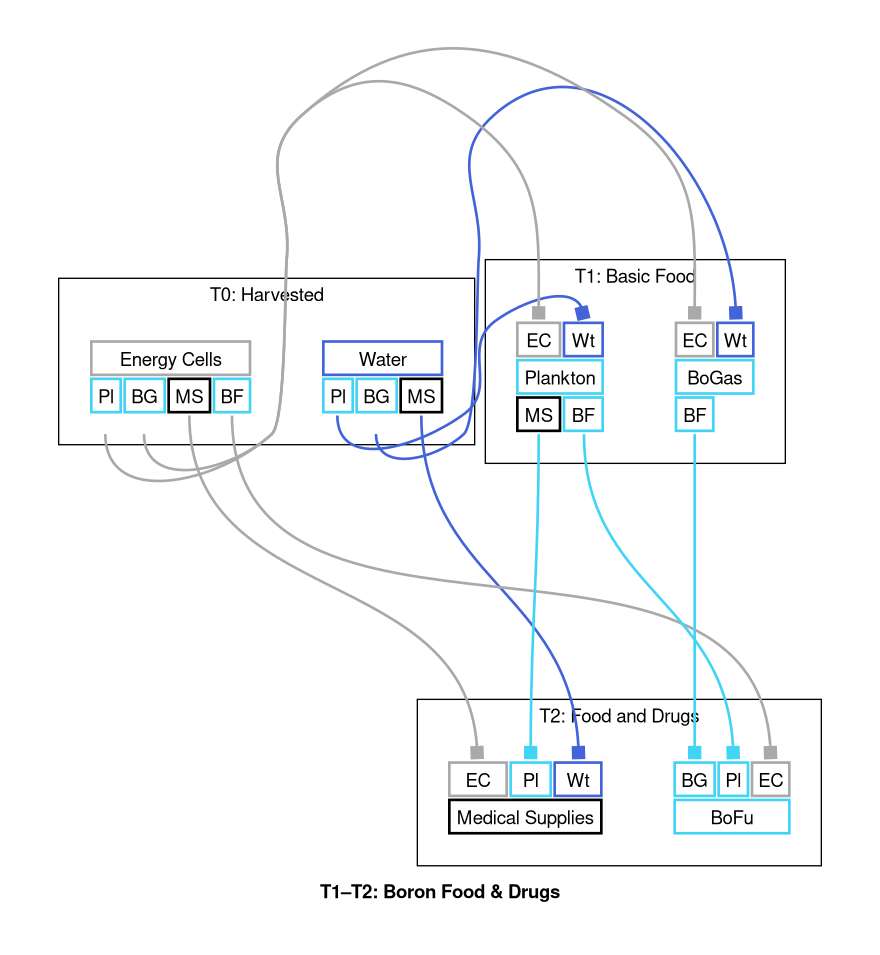 T1: Basic Food
T0: Harvested
EC Wt
EC Wt
Energy Cells
Water
Plankton
BoGas
Pl BG MS BF
Pl BG MS
MS BF
BF
T2: Food and Drugs
EC Pl Wt
BG Pl EC
Medical Supplies
BoFu
T1–T2: Boron Food & Drugs